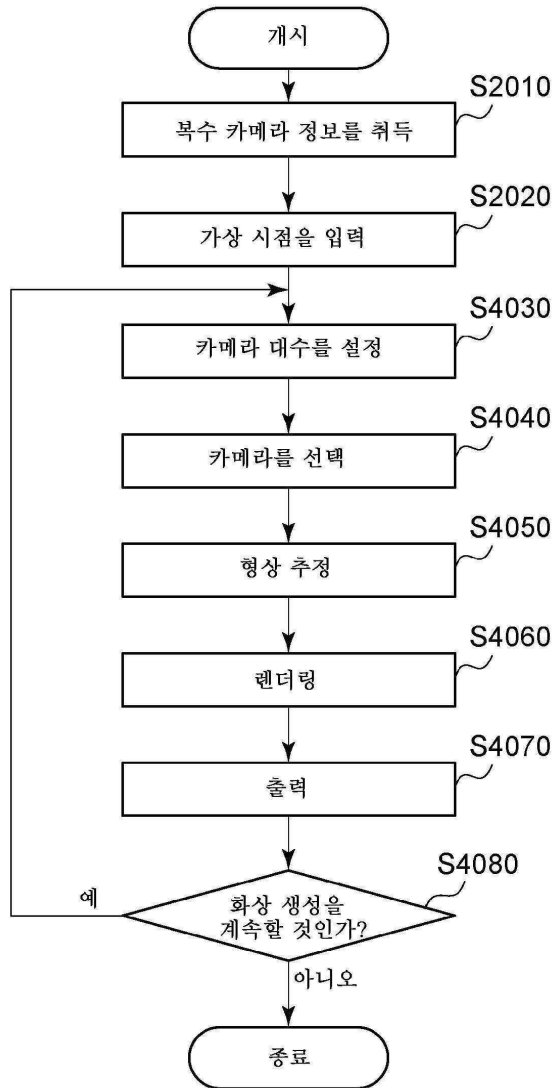 개시
S2010
복수 카메라 정보를 취득
S2020
가상 시점을 입력
S4030
카메라 대수를 설정
S4040
카메라를 선택
S4050
형상 추정
S4060
렌더링
S4070
출력
S4080
예
화상 생성을
계속할 것인가?
아니오
종료